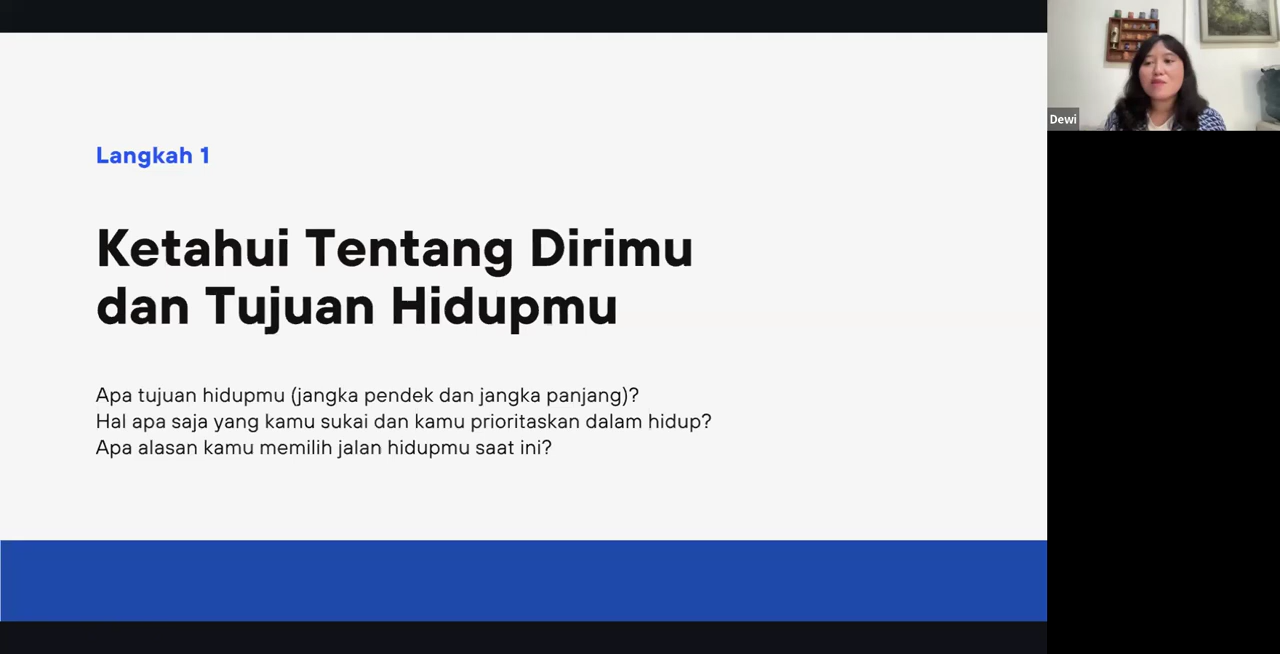 Langkah 1
Ketahui Tentang Dirimu
dan Tujuan Hidupmu
Apa tujuan hidupmu (jangka pendek dan jangka panjang)?
Hal apa saja yang kamu sukai dan kamu prioritaskan dalam hidup?
Apa alasan kamu memilih jalan hidupmu saat ini?
Dewi